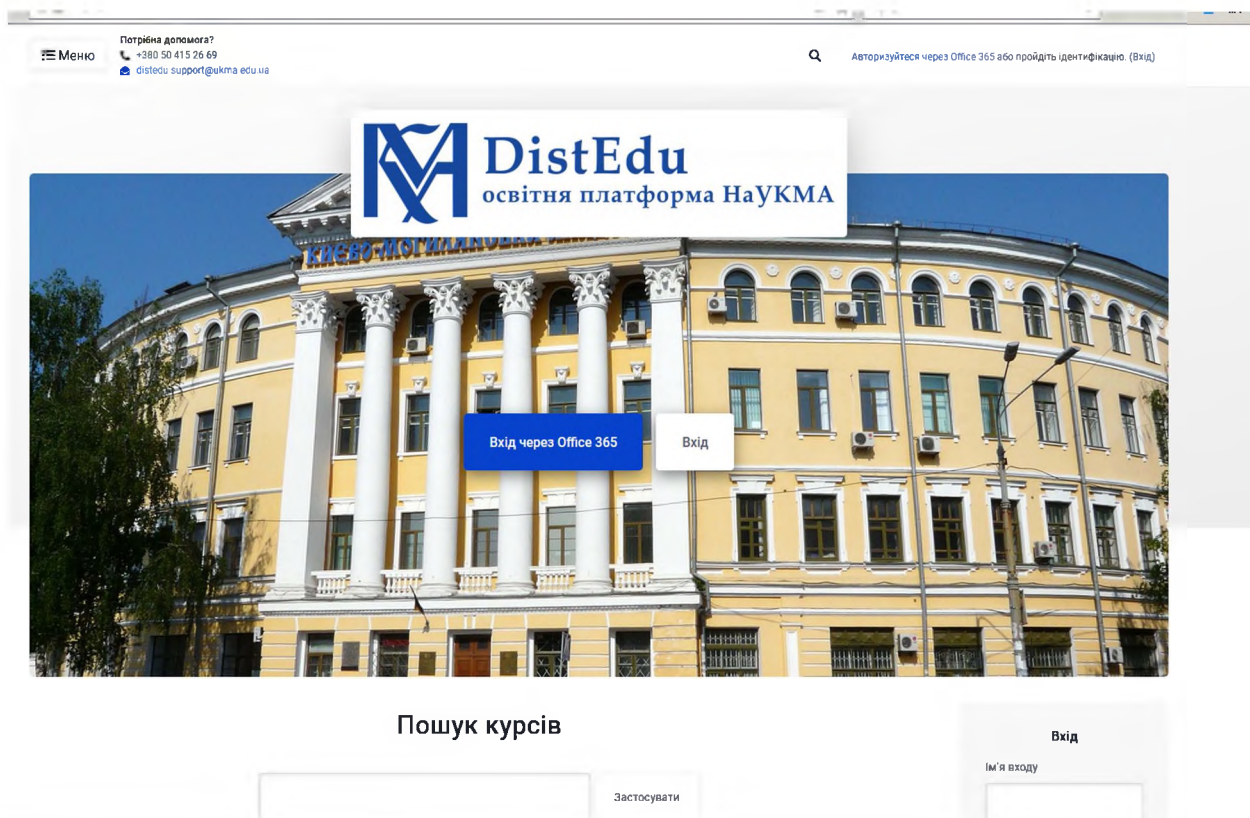 Меню
Потрібна допомога?
+380 50 415 26 69
distedu support@ukma edu.ua
Авторизуйтеся через Office 365 або пройдіть ідентифікацію. (Вхід)
DistEdu
освітня платформа НаУКМА
Вхід через Office 365
Вхід
Пошук курсів
Застосувати
Вхід
Ім'я входу